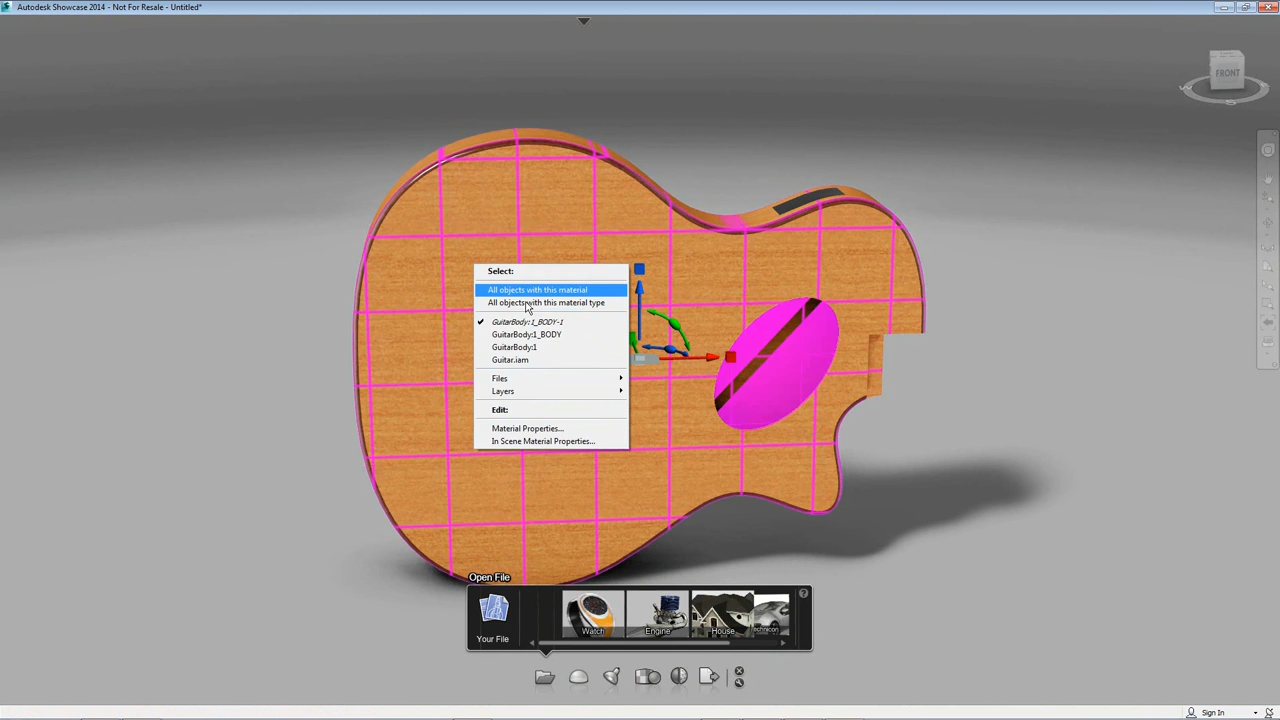 Autodesk Showcase 2014 - Not For Resale - Untitled*
FRONT
W
S
Select:
All objects with this material
All objects with this material type
GuitarBody:1_BODY-1
GuitarBody:1_BODY
GuitarBody:1
Guitar.iam
Files
Layers
Edit:
Material Properties...
In Scene Material Properties...
Open File
?
Your File
Watch
Engine
House
Sign In